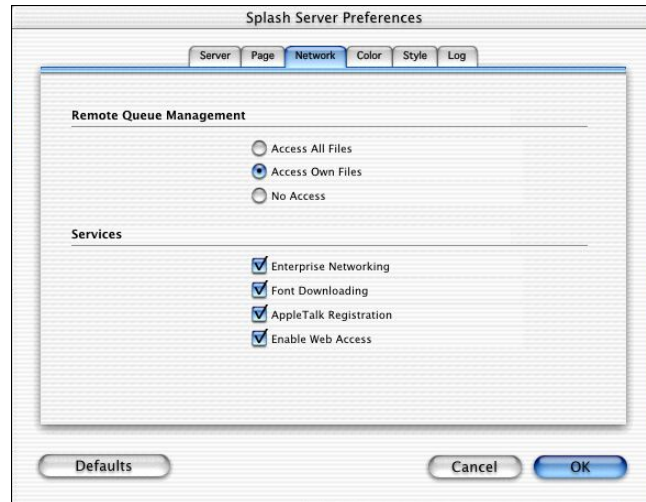 Splash Server Preferences
Server Page Network Color Style Log
Remote Queue Management
Access All Files
Access Own Files
No Access
Services
Enterprise Networking
Font Downloading
AppleTalk Registration
Enable Web Access
Defaults Cancel OK